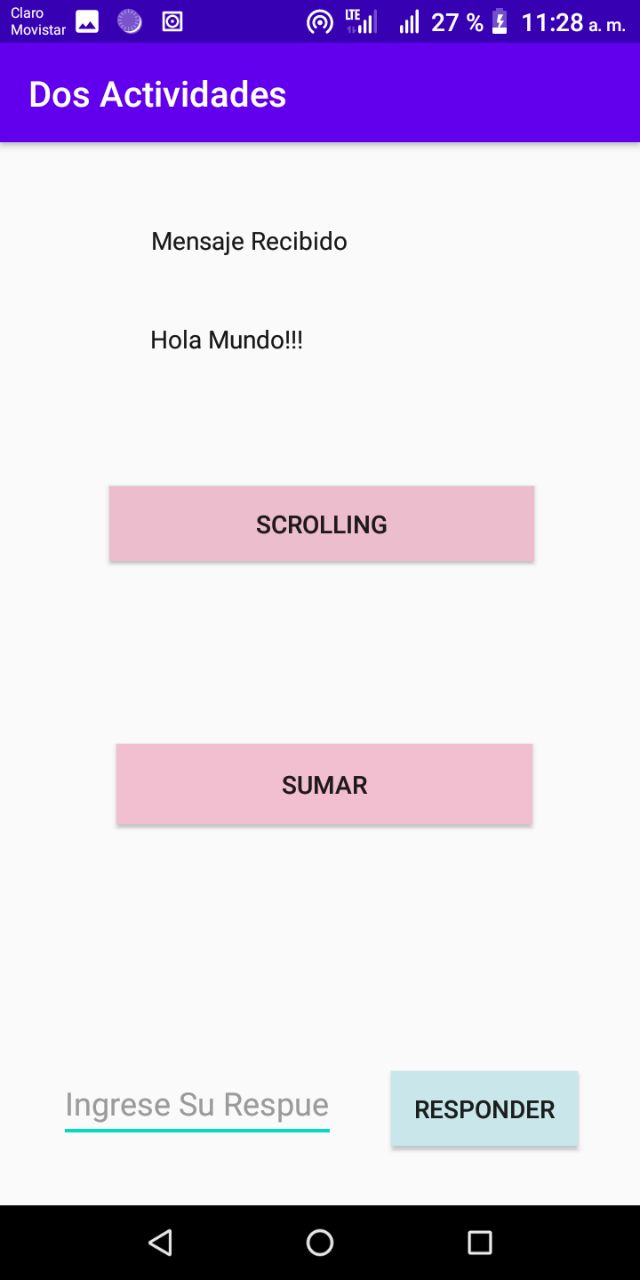 Claro
Movistar
LTE 27 % 11:28 a. m.
Dos Actividades
Mensaje Recibido
Hola Mundo!!!
SCROLLING
SUMAR
Ingrese Su Respue
RESPONDER